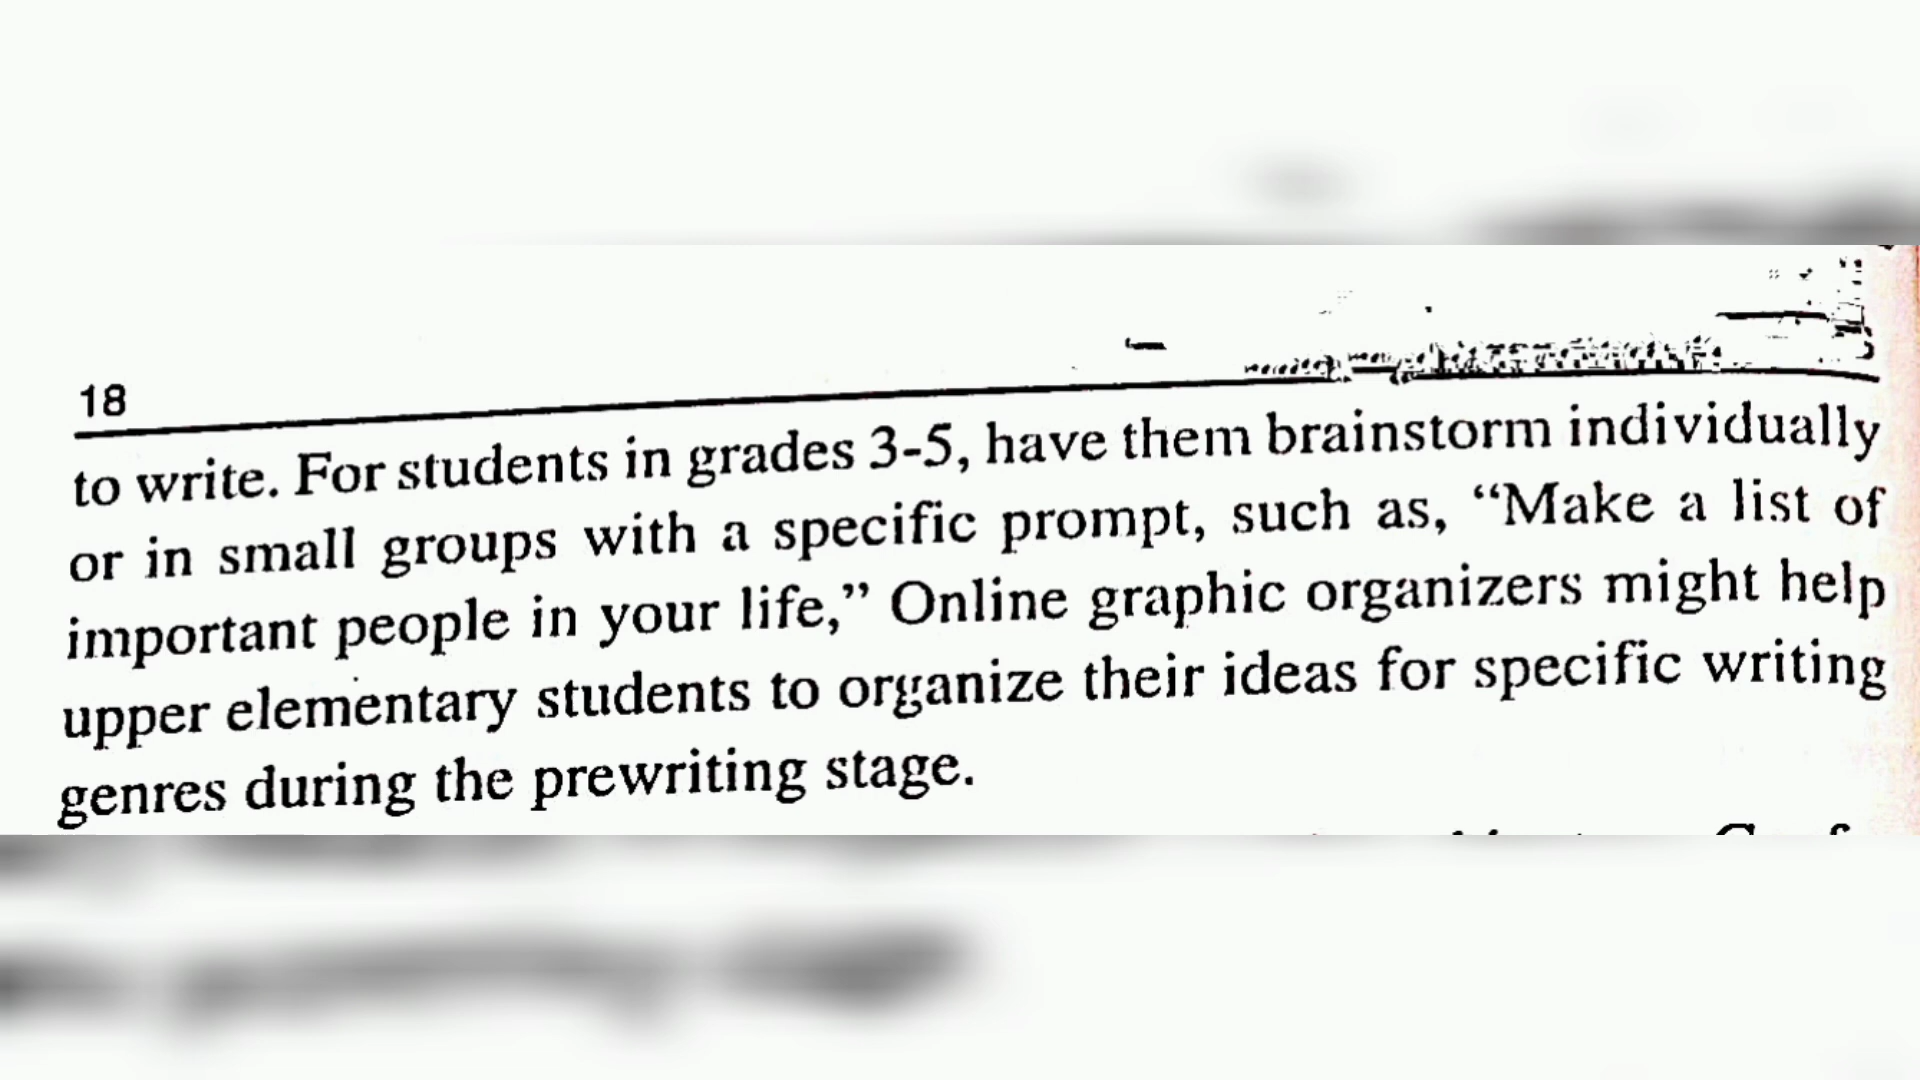 18
to write. For students in grades 3-5, have them brainstorm individually
or in small groups with a specific prompt, such as, “Make a list of
important people in your life,” Online graphic organizers might help
upper elementary students to organize their ideas for specific writing
genres during the prewriting stage.